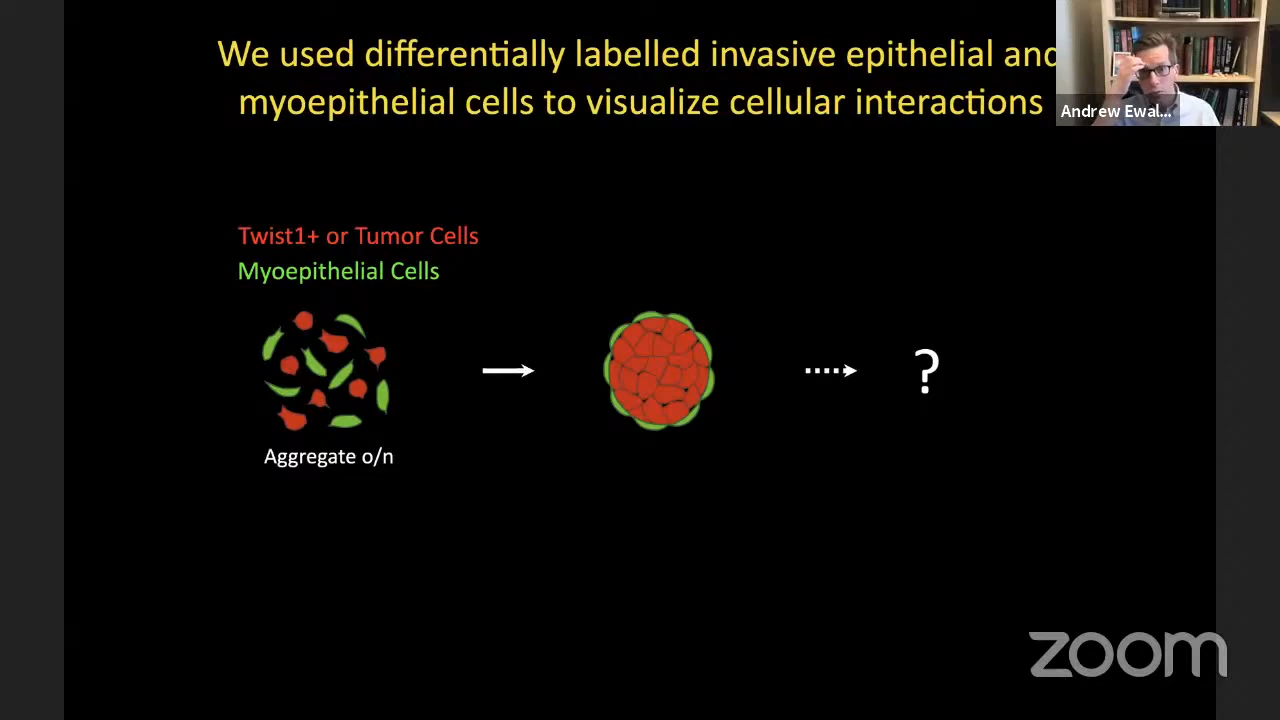 We used differentially labelled invasive epithelial and
myoepithelial cells to visualize cellular interactions
Andrew Ewal...
Twist1+ or Tumor Cells
Myoepithelial Cells
?
Aggregate o/n
zoom